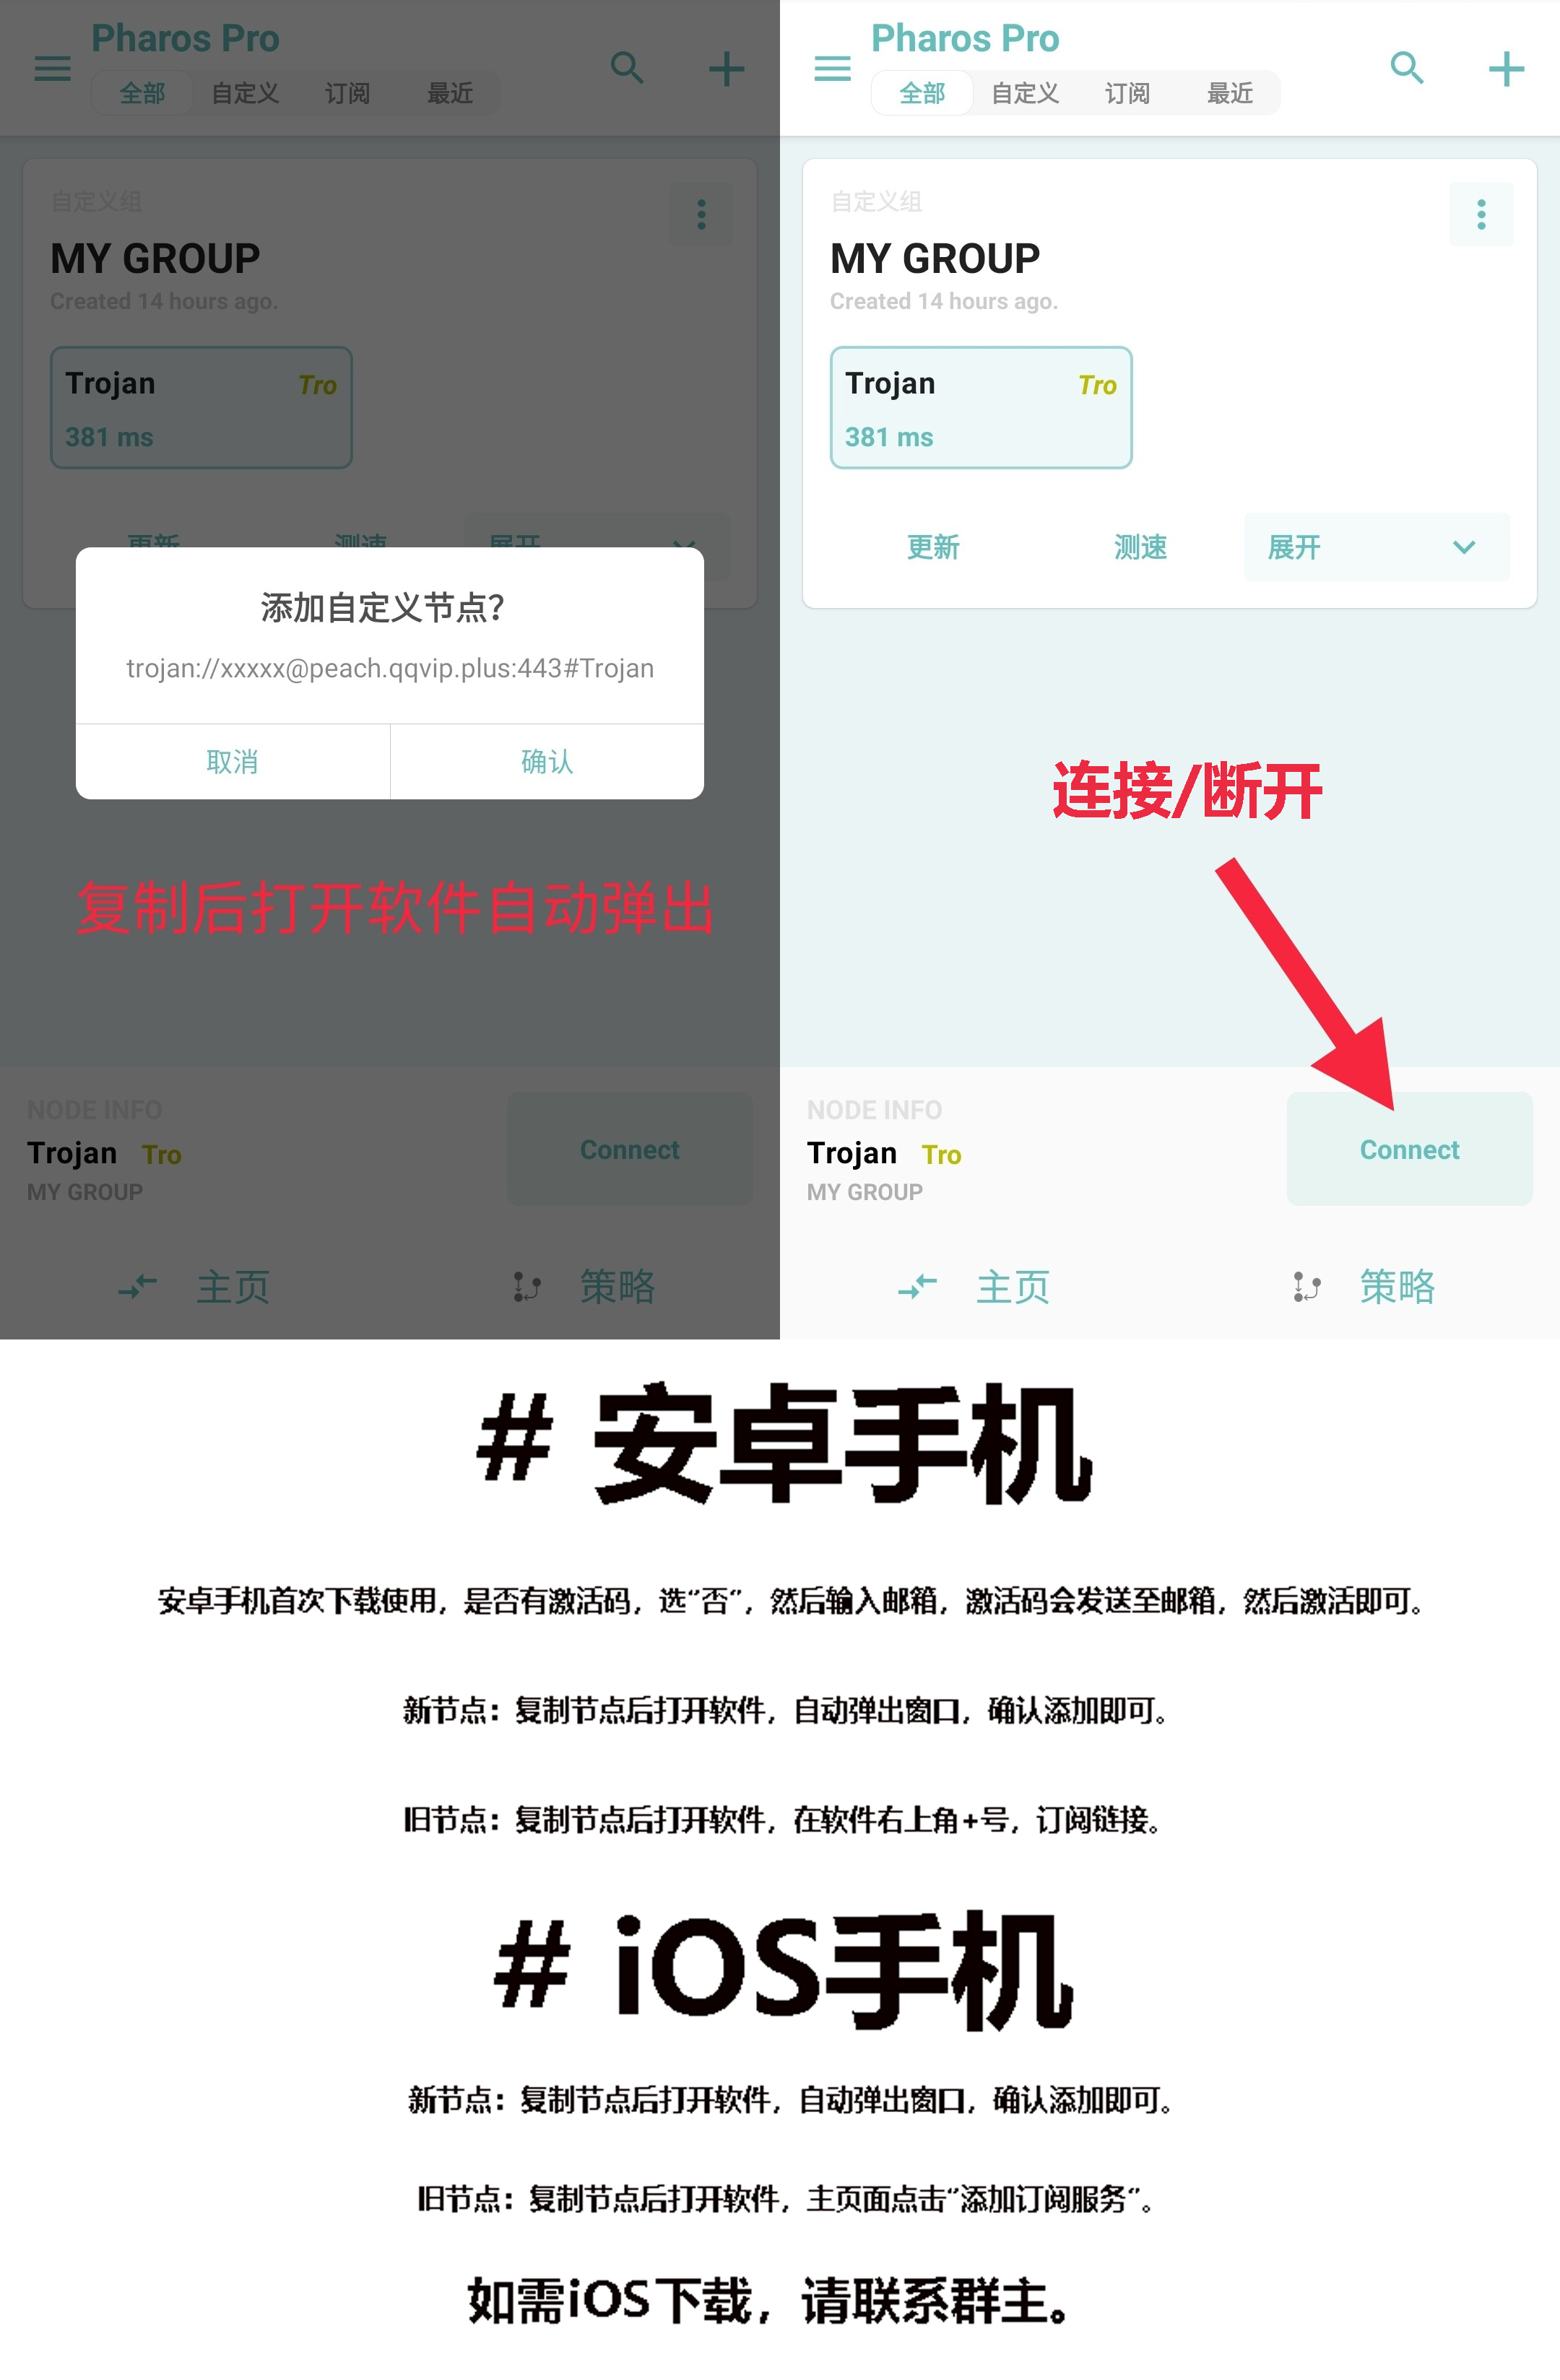 Pharos Pro
全部 自定义 订阅 最近
自定义组
MY GROUP
Created 14 hours ago.
Trojan Tro
381 ms
更新 测速 展开
添加自定义节点?
trojan://xxxxx@peach.qqvip.plus:443#Trojan
取消 确认
复制后打开软件自动弹出
NODE INFO
Trojan Tro
MY GROUP
Connect
主页 策略
Pharos Pro
全部 自定义 订阅 最近
自定义组
MY GROUP
Created 14 hours ago.
Trojan Tro
381 ms
更新 测速 展开
连接/断开
NODE INFO
Trojan Tro
MY GROUP
Connect
主页 策略
# 安卓手机
安卓手机首次下载使用，是否有激活码，选“否”，然后输入邮箱，激活码会发送至邮箱，然后激活即可。
新节点：复制节点后打开软件，自动弹出窗口，确认添加即可。
旧节点：复制节点后打开软件，在软件右上角+号，订阅链接。
# iOS手机
新节点：复制节点后打开软件，自动弹出窗口，确认添加即可。
旧节点：复制节点后打开软件，主页面点击“添加订阅服务”。
如需iOS下载，请联系群主。